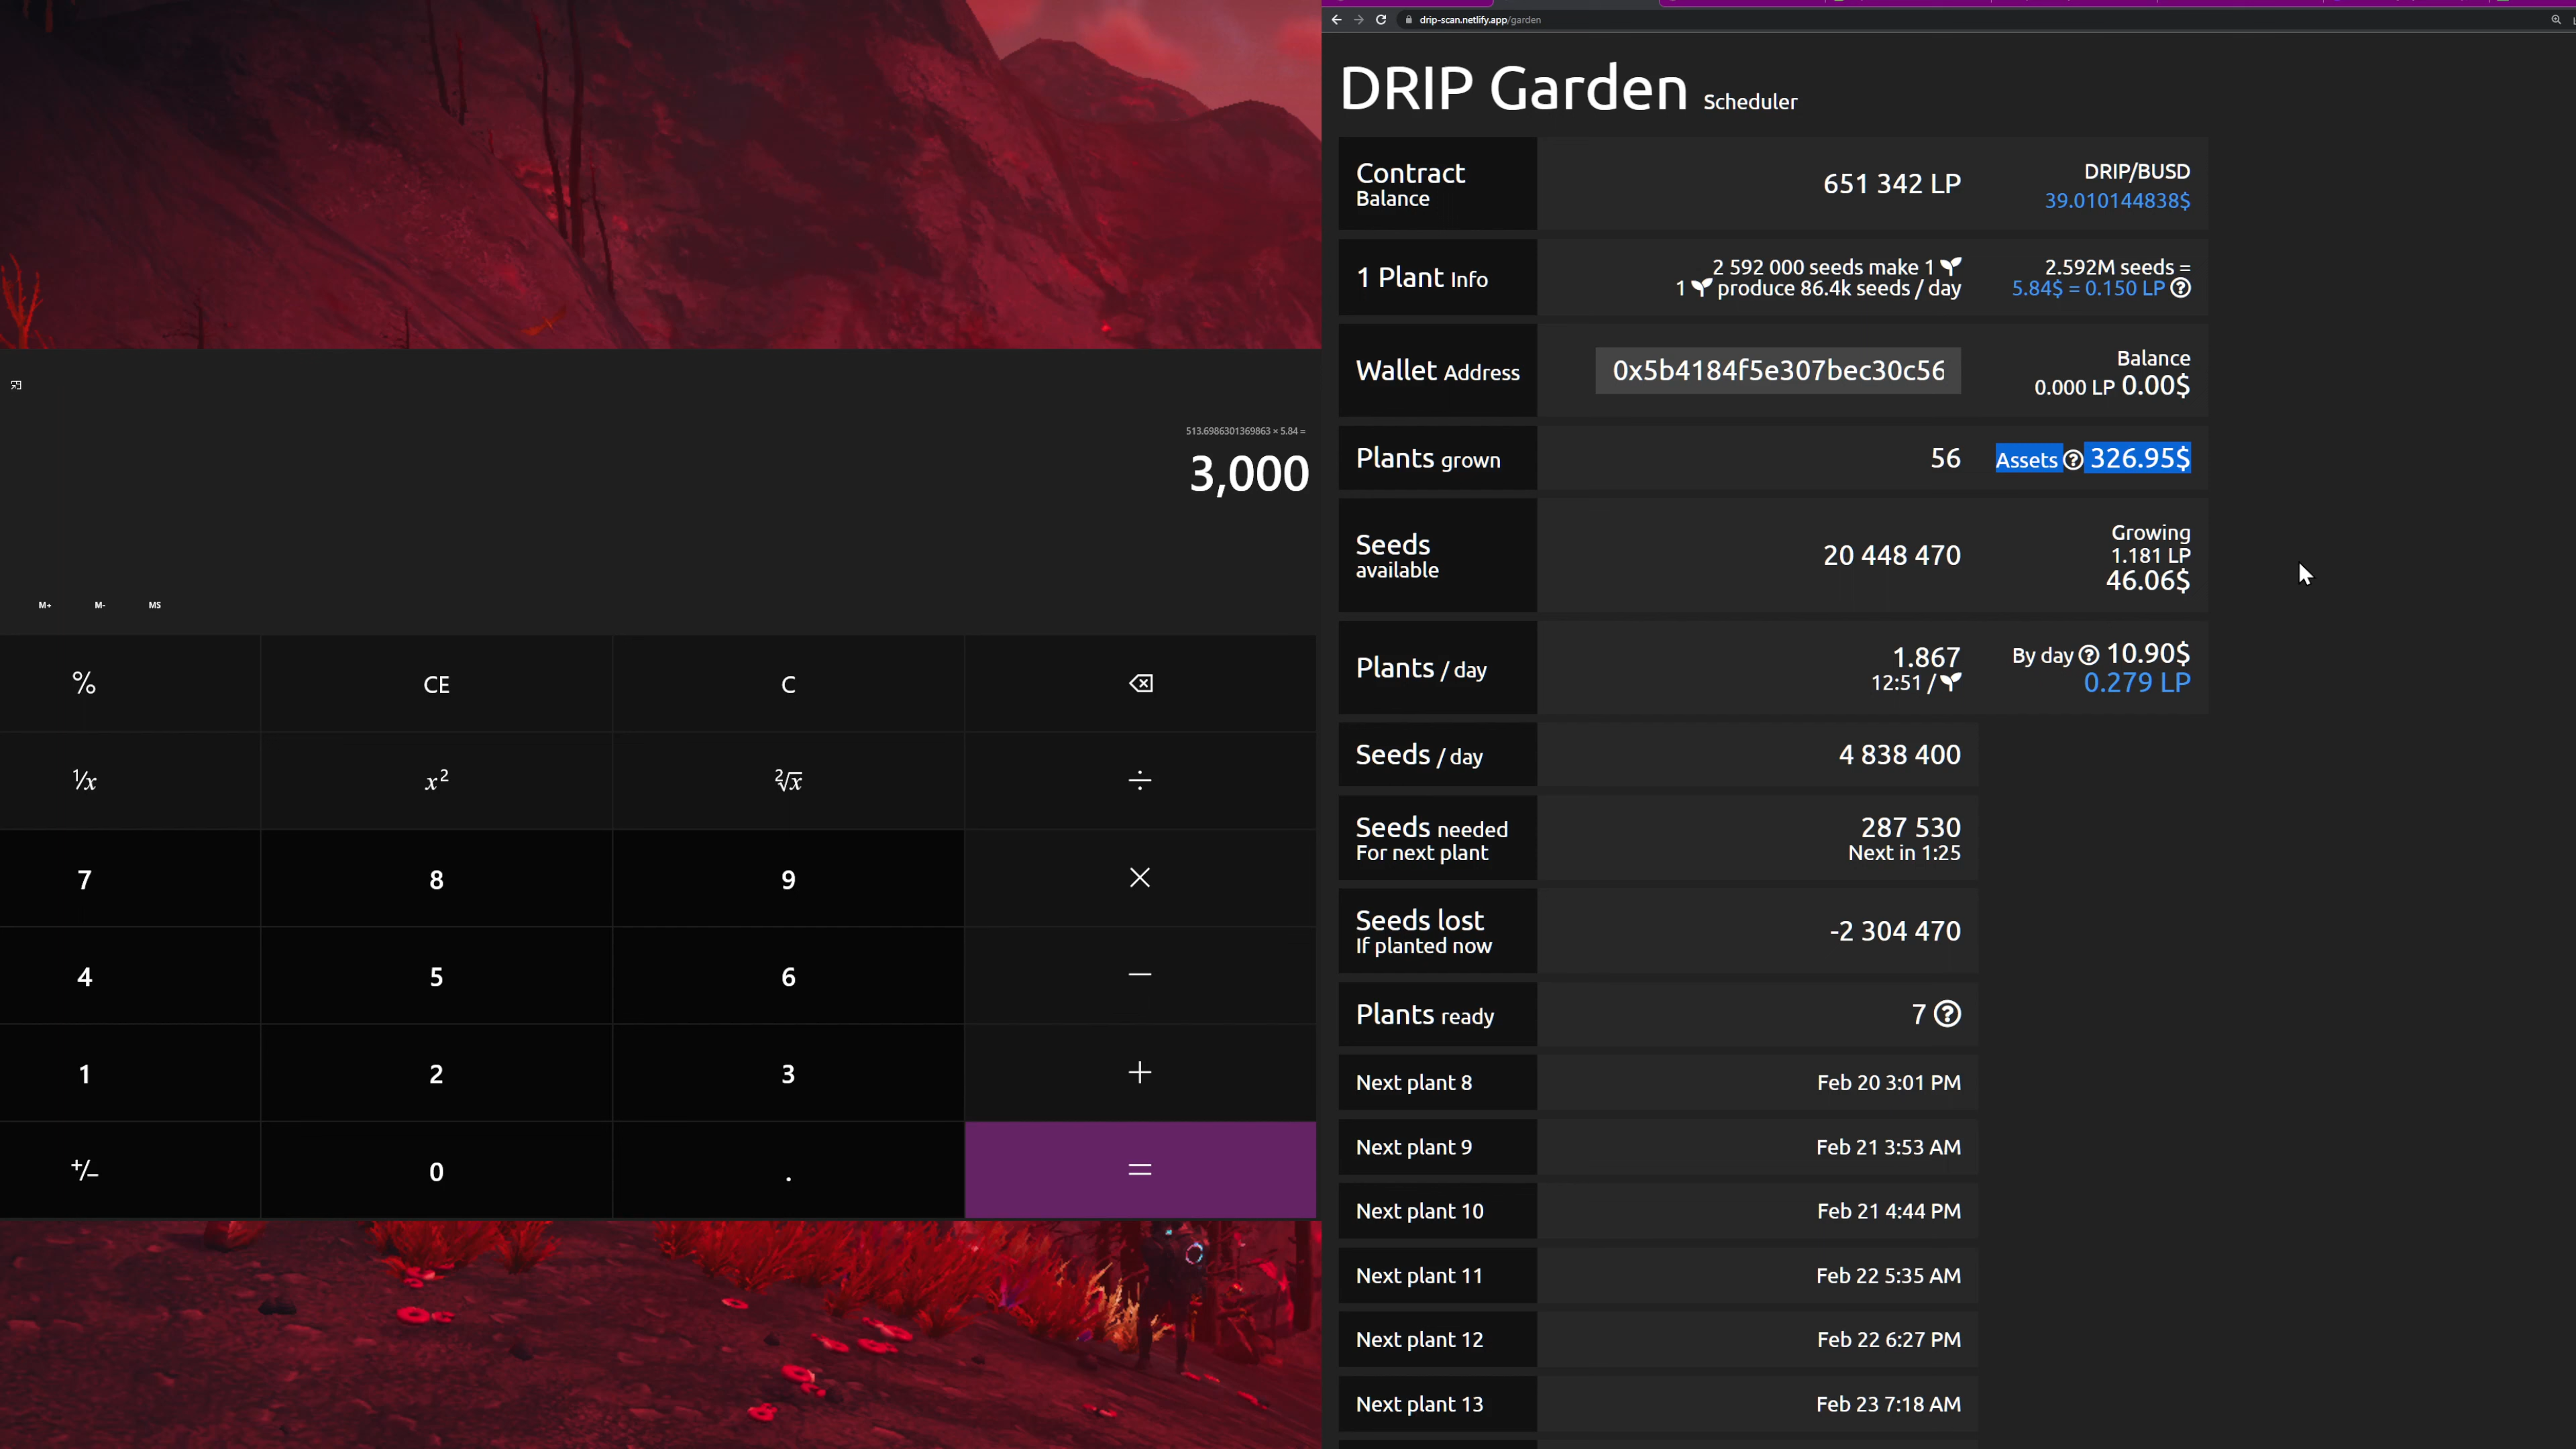 513.6986301369863 × 5.84 =
3,000
M+ M- MS
% CE C
¹/x x² ²√x ÷
7 8 9 ×
4 5 6 −
1 2 3 +
+/− 0 . =
drip-scan.netlify.app/garden
DRIP Garden Scheduler
Contract
Balance
651 342 LP
DRIP/BUSD
39.010144838$
1 Plant Info
2 592 000 seeds make 1
1 produce 86.4k seeds / day
2.592M seeds =
5.84$ = 0.150 LP ?
Wallet Address
0x5b4184f5e307bec30c56
Balance
0.000 LP 0.00$
Plants grown
56
Assets ? 326.95$
Seeds
available
20 448 470
Growing
1.181 LP
46.06$
Plants / day
1.867
12:51 /
By day ? 10.90$
0.279 LP
Seeds / day
4 838 400
Seeds needed
For next plant
287 530
Next in 1:25
Seeds lost
If planted now
-2 304 470
Plants ready
7 ?
Next plant 8
Feb 20 3:01 PM
Next plant 9
Feb 21 3:53 AM
Next plant 10
Feb 21 4:44 PM
Next plant 11
Feb 22 5:35 AM
Next plant 12
Feb 22 6:27 PM
Next plant 13
Feb 23 7:18 AM